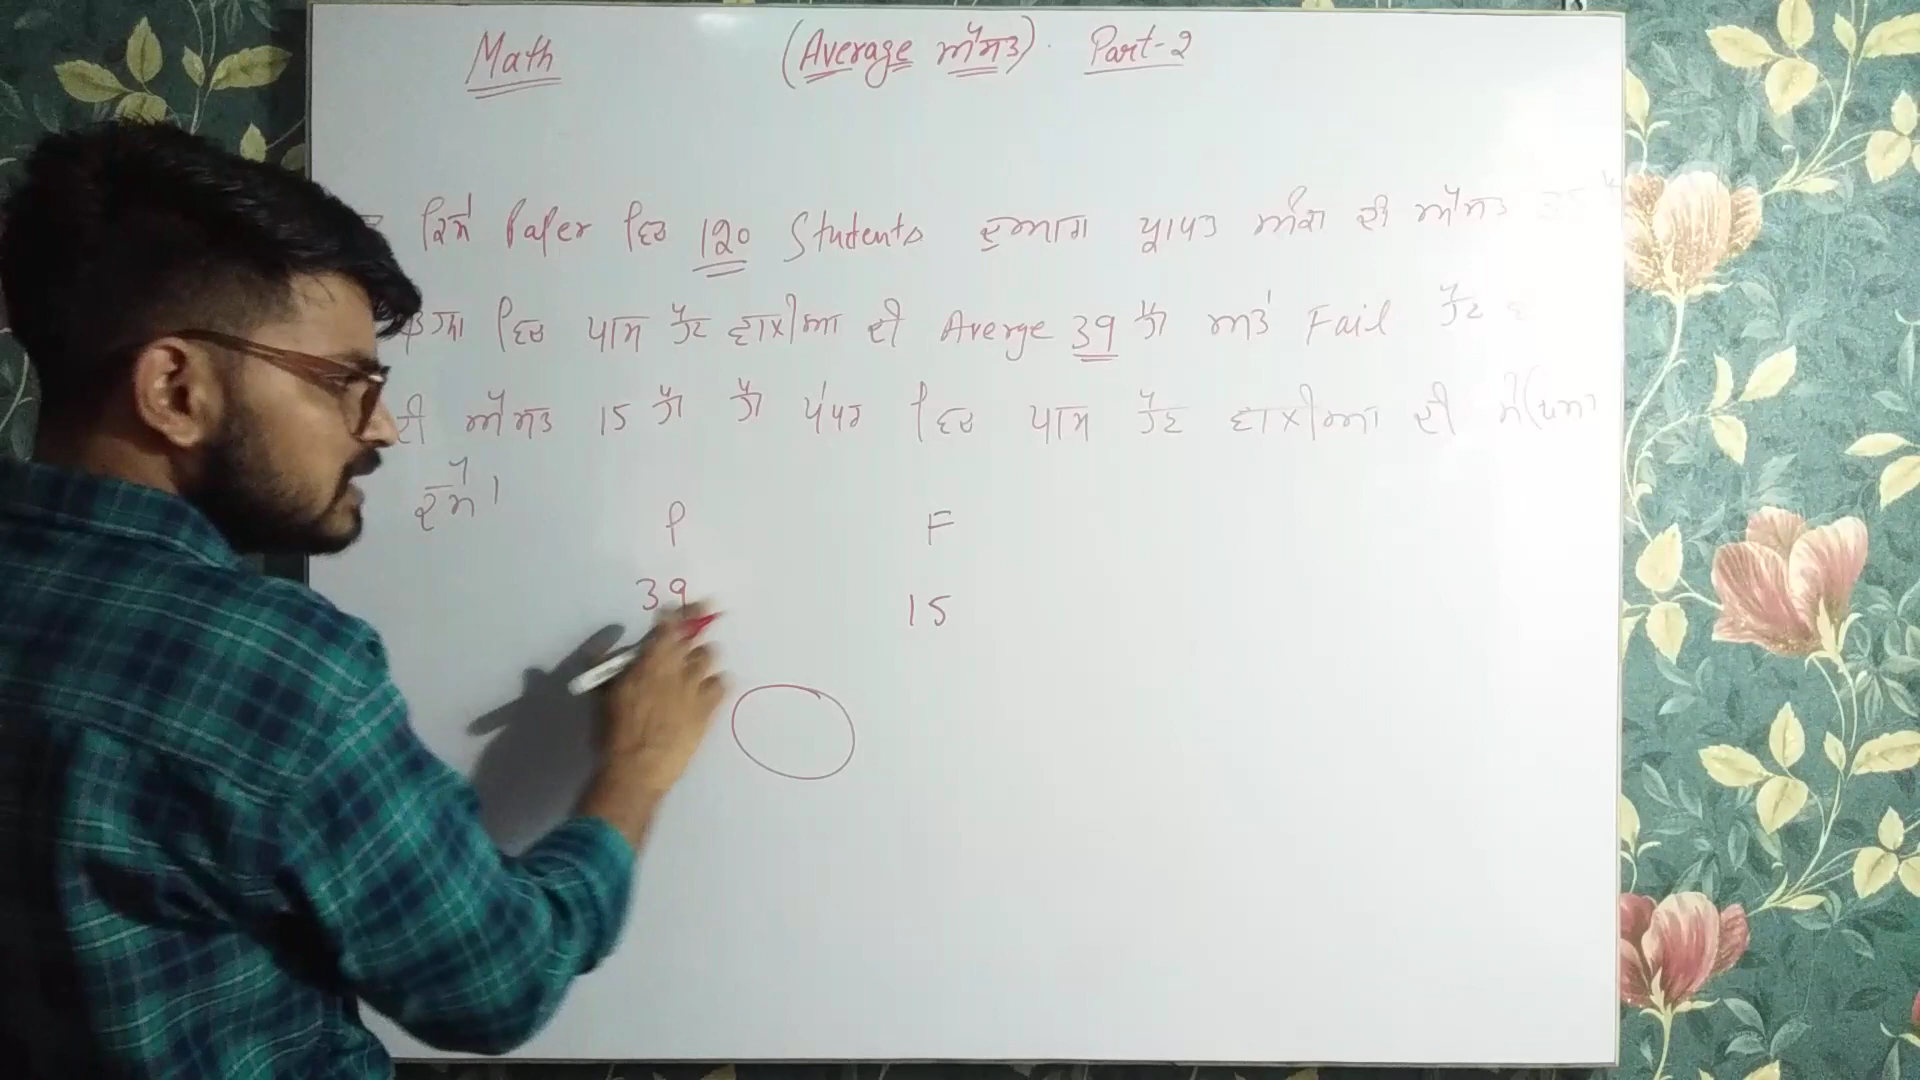 Math (Average ਔਸਤ) Part-2
ਕਿਸੇ Paper ਵਿਚ 120 Students ਦੁਆਰਾ ਪ੍ਰਾਪਤ ਅੰਕਾਂ ਦੀ ਔਸਤ 35
ਵਿਚ ਪਾਸ ਹੋਣ ਵਾਲੀਆ ਦੀ Averge 39 ਹੈ ਅਤੇ Fail ਹੋਣ
ਦੀ ਔਸਤ 15 ਹੈ ਤਾਂ ਪੇਪਰ ਵਿਚ ਪਾਸ ਹੋਣ ਵਾਲੀਆ ਦੀ
ਦੱਸੋ।
P F
39 15